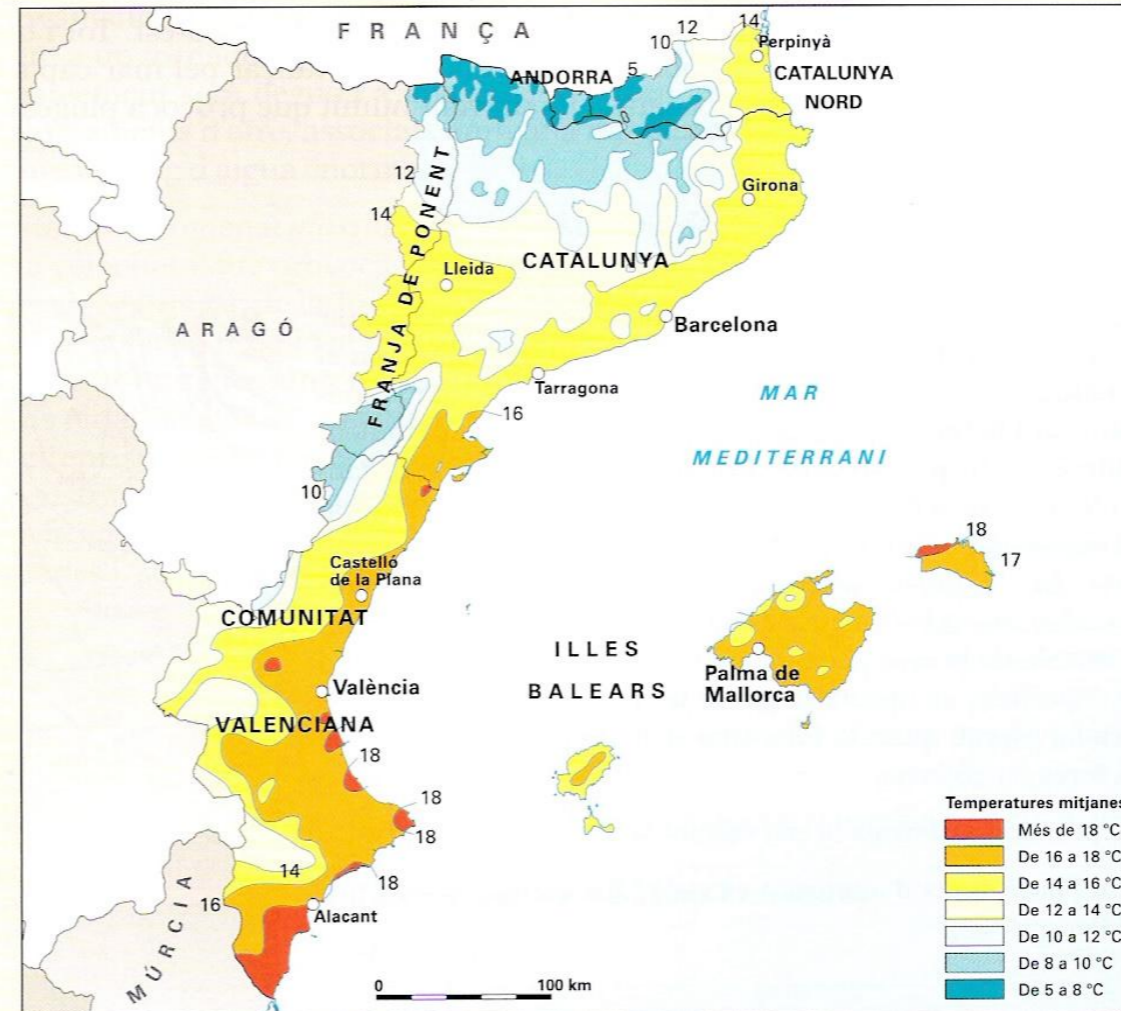 FRANÇA
12
14
10
Perpinyà
ANDORRA
5
CATALUNYA
NORD
12
Girona
14
FRANJA DE PONENT
Lleida
CATALUNYA
ARAGÓ
Barcelona
Tarragona
MAR
16
MEDITERRANI
10
18
17
Castelló
de la Plana
COMUNITAT
ILLES
BALEARS
Palma de
Mallorca
València
VALENCIANA
18
18
18
Temperatures mitjanes
Més de 18 °C
De 16 a 18 °C
De 14 a 16 °C
De 12 a 14 °C
De 10 a 12 °C
De 8 a 10 °C
De 5 a 8 °C
14
18
16
Alacant
MÚRCIA
0
100 km